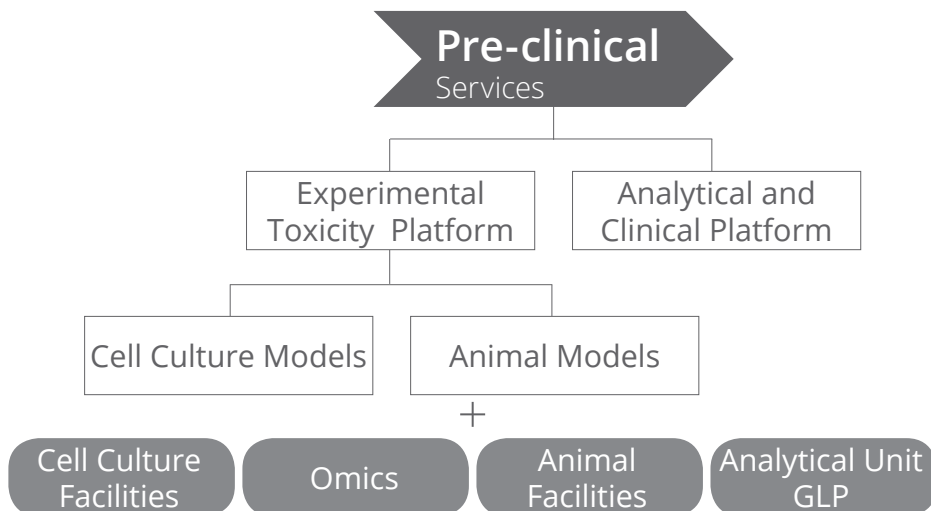 Pre-clinical
Services
Experimental
Toxicity Platform
Analytical and
Clinical Platform
Cell Culture Models
Animal Models
+
Cell Culture
Facilities
Omics
Animal
Facilities
Analytical Unit
GLP